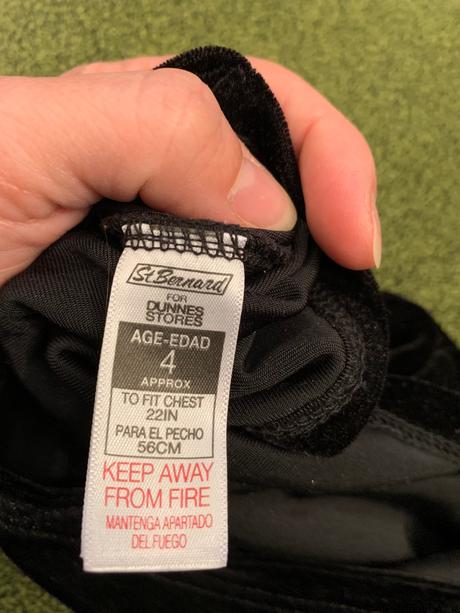 St.Bernard
FOR
DUNNES
STORES
AGE-EDAD
4
APPROX
TO FIT CHEST
22IN
PARA EL PECHO
56CM
KEEP AWAY
FROM FIRE
MANTENGA APARTADO
DEL FUEGO